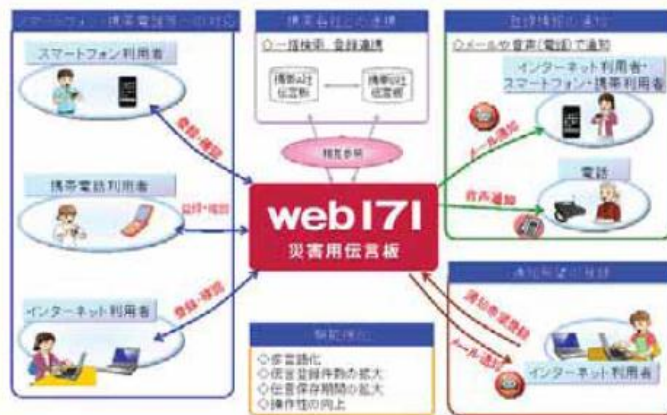 スマートフォン・携帯電話等への対応
スマートフォン利用者
登録・確認
携帯電話利用者
登録・確認
インターネット利用者
登録・確認
携帯各社との連携
◇一括検索、登録連携
携帯A社
伝言板
携帯B社
伝言板
相互参照
web171
災害用伝言板
機能強化
◇多言語化
◇伝言登録件数の拡大
◇伝言保存期間の拡大
◇操作性の向上
登録情報の通知
◇メールや音声(電話)で通知
インターネット利用者・
スマートフォン・携帯利用者
メール通知
電話
音声通知
通知希望の登録
通知希望登録
メール通知
インターネット利用者